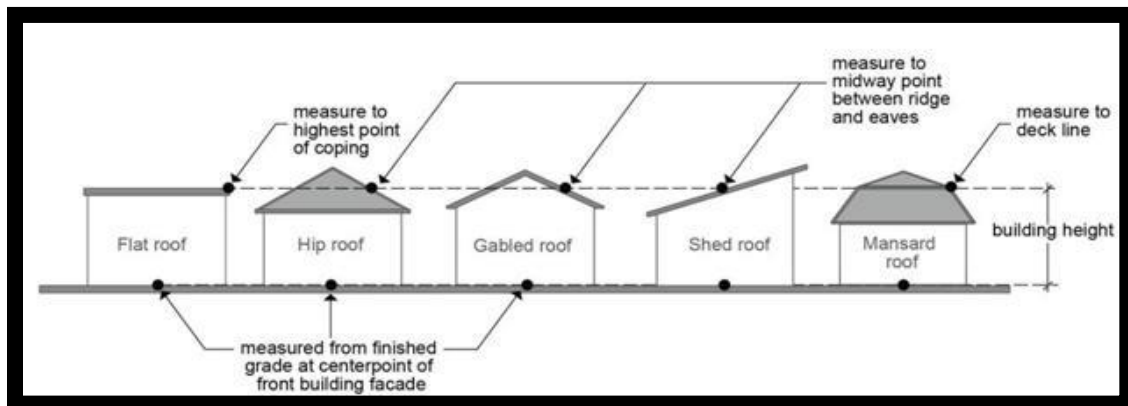 measure to
highest point
of coping
measure to
midway point
between ridge
and eaves
measure to
deck line
Flat roof
Hip roof
Gabled roof
Shed roof
Mansard
roof
building height
measured from finished
grade at centerpoint of
front building facade